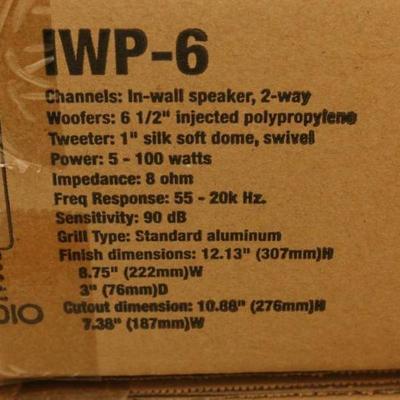 IWP-6
Channels: In-wall speaker, 2-way
Woofers: 6 1/2" injected polypropylene
Tweeter: 1" silk soft dome, swivel
Power: 5 - 100 watts
Impedance: 8 ohm
Freq Response: 55 - 20k Hz.
Sensitivity: 90 dB
Grill Type: Standard aluminum
Finish dimensions: 12.13" (307mm)H
8.75" (222mm)W
3" (76mm)D
Cutout dimension: 10.88" (276mm)H
7.38" (187mm)W